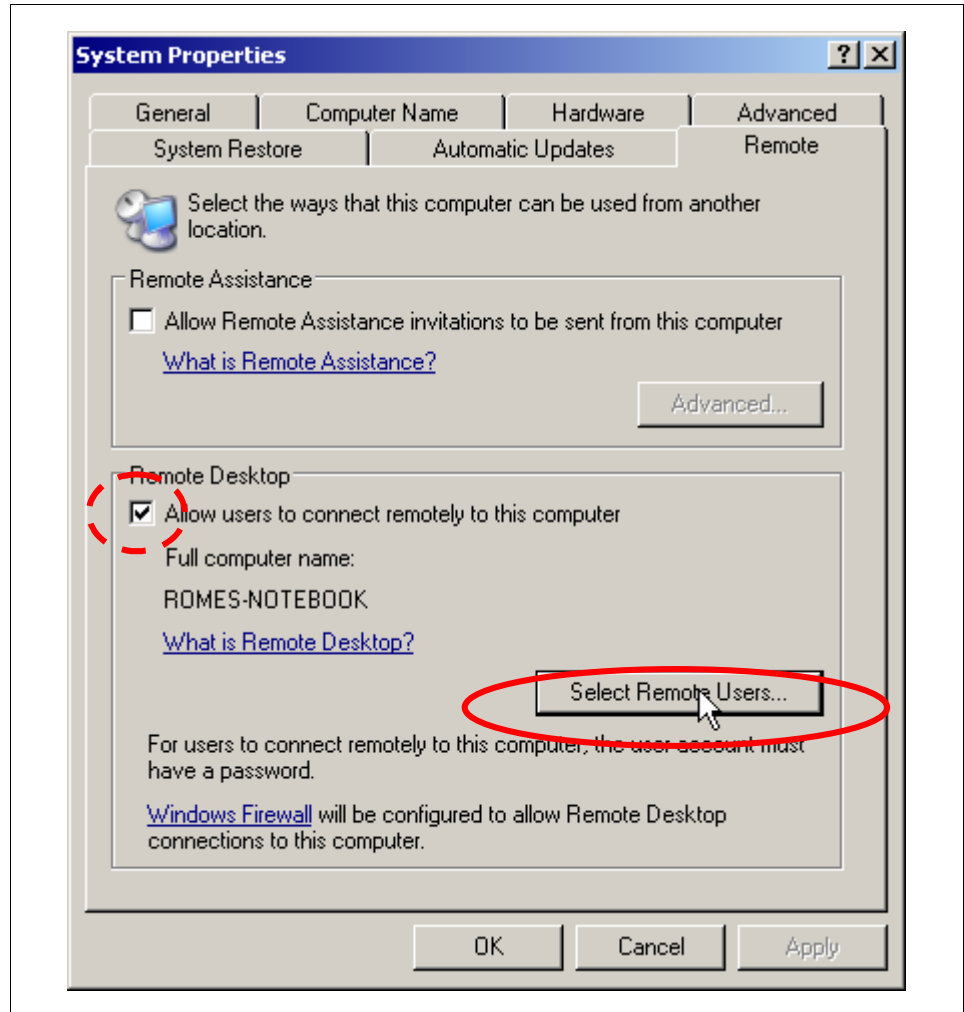 System Properties
General
Computer Name
Hardware
Advanced
System Restore
Automatic Updates
Remote
Select the ways that this computer can be used from another
location.
Remote Assistance
Allow Remote Assistance invitations to be sent from this computer
What is Remote Assistance?
Advanced...
Remote Desktop
Allow users to connect remotely to this computer
Full computer name:
ROMES-NOTEBOOK
What is Remote Desktop?
Select Remote Users...
For users to connect remotely to this computer, the user account must
have a password.
Windows Firewall will be configured to allow Remote Desktop
connections to this computer.
OK
Cancel
Apply